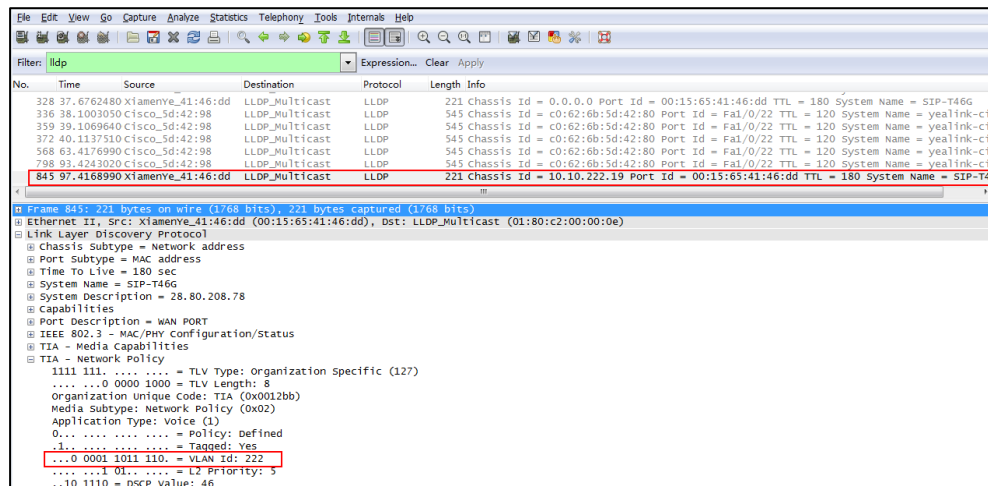 File Edit View Go Capture Analyze Statistics Telephony Tools Internals Help
Filter: lldp Expression... Clear Apply
No. Time Source Destination Protocol Length Info
328 37.6762480 XiamenYe_41:46:dd LLDP_Multicast LLDP 221 Chassis Id = 0.0.0.0 Port Id = 00:15:65:41:46:dd TTL = 180 System Name = SIP-T46G
336 38.1003050 Cisco_5d:42:98 LLDP_Multicast LLDP 545 Chassis Id = c0:62:6b:5d:42:80 Port Id = Fa1/0/22 TTL = 120 System Name = yealink-ci
359 39.1069640 Cisco_5d:42:98 LLDP_Multicast LLDP 545 Chassis Id = c0:62:6b:5d:42:80 Port Id = Fa1/0/22 TTL = 120 System Name = yealink-ci
372 40.1137510 Cisco_5d:42:98 LLDP_Multicast LLDP 545 Chassis Id = c0:62:6b:5d:42:80 Port Id = Fa1/0/22 TTL = 120 System Name = yealink-ci
568 63.4176990 Cisco_5d:42:98 LLDP_Multicast LLDP 545 Chassis Id = c0:62:6b:5d:42:80 Port Id = Fa1/0/22 TTL = 120 System Name = yealink-ci
798 93.4243020 Cisco_5d:42:98 LLDP_Multicast LLDP 545 Chassis Id = c0:62:6b:5d:42:80 Port Id = Fa1/0/22 TTL = 120 System Name = yealink-ci
845 97.4168990 XiamenYe_41:46:dd LLDP_Multicast LLDP 221 Chassis Id = 10.10.222.19 Port Id = 00:15:65:41:46:dd TTL = 180 System Name = SIP-T4
Frame 845: 221 bytes on wire (1768 bits), 221 bytes captured (1768 bits)
Ethernet II, Src: XiamenYe_41:46:dd (00:15:65:41:46:dd), Dst: LLDP_Multicast (01:80:c2:00:00:0e)
Link Layer Discovery Protocol
Chassis Subtype = Network address
Port Subtype = MAC address
Time To Live = 180 sec
System Name = SIP-T46G
System Description = 28.80.208.78
Capabilities
Port Description = WAN PORT
IEEE 802.3 - MAC/PHY Configuration/Status
TIA - Media Capabilities
TIA - Network Policy
1111 111. .... .... = TLV Type: Organization Specific (127)
.... ...0 0000 1000 = TLV Length: 8
Organization Unique Code: TIA (0x0012bb)
Media Subtype: Network Policy (0x02)
Application Type: Voice (1)
0... .... .... .... = Policy: Defined
.1.. .... .... .... = Tagged: Yes
...0 0001 1011 110. = VLAN Id: 222
.... ...1 01.. .... = L2 Priority: 5
..10 1110 = DSCP Value: 46